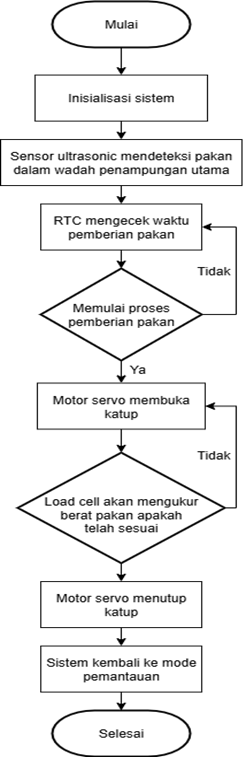 Mulai
Inisialisasi sistem
Sensor ultrasonic mendeteksi pakan
dalam wadah penampungan utama
RTC mengecek waktu
pemberian pakan
Tidak
Memulai proses
pemberian pakan
Ya
Motor servo membuka
katup
Tidak
Load cell akan mengukur
berat pakan apakah
telah sesuai
Motor servo menutup
katup
Sistem kembali ke mode
pemantauan
Selesai